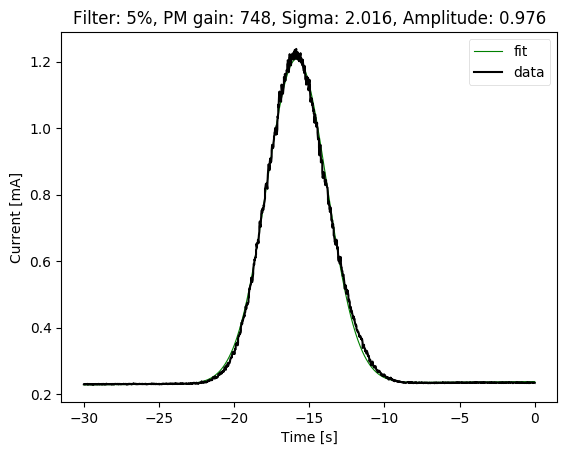 Filter: 5%, PM gain: 748, Sigma: 2.016, Amplitude: 0.976
fit
data
1.2
1.0
0.8
0.6
0.4
0.2
Current [mA]
−30
−25
−20
−15
−10
−5
0
Time [s]